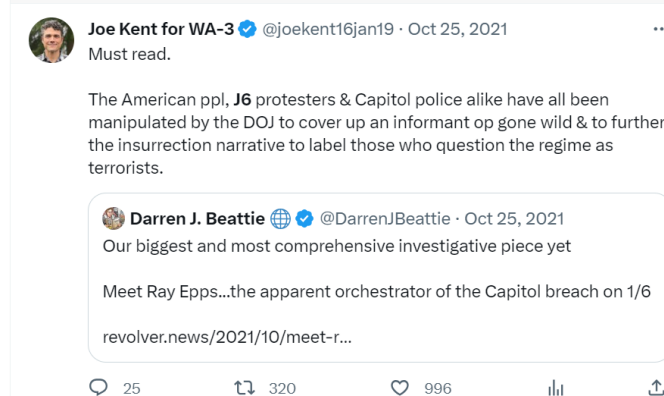 Joe Kent for WA-3 @joekent16jan19 · Oct 25, 2021
Must read.
The American ppl, J6 protesters & Capitol police alike have all been
manipulated by the DOJ to cover up an informant op gone wild & to further
the insurrection narrative to label those who question the regime as
terrorists.
Darren J. Beattie 🌐 @DarrenJBeattie · Oct 25, 2021
Our biggest and most comprehensive investigative piece yet
Meet Ray Epps...the apparent orchestrator of the Capitol breach on 1/6
revolver.news/2021/10/meet-r...
25 320 996